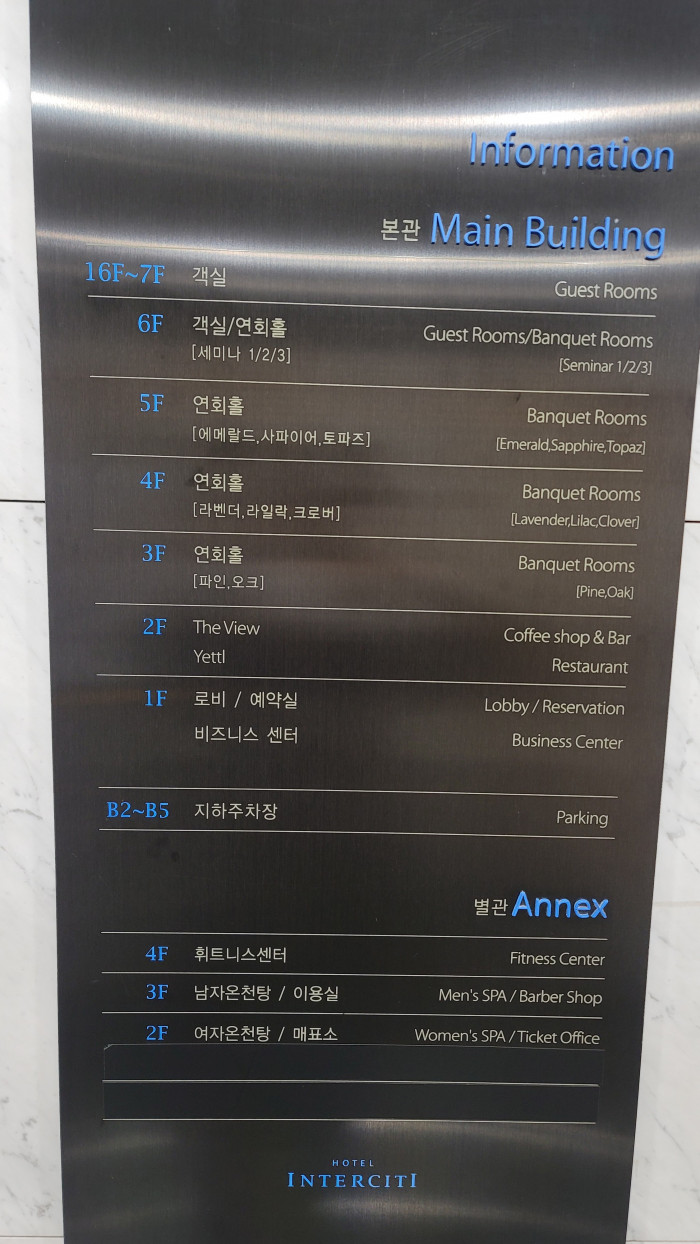 Information
본관 Main Building
16F~7F 객실 Guest Rooms
6F 객실/연회홀 Guest Rooms/Banquet Rooms
[세미나 1/2/3] [Seminar 1/2/3]
5F 연회홀 Banquet Rooms
[에메랄드,사파이어,토파즈] [Emerald,Sapphire,Topaz]
4F 연회홀 Banquet Rooms
[라벤더,라일락,크로버] [Lavender,Lilac,Clover]
3F 연회홀 Banquet Rooms
[파인,오크] [Pine,Oak]
2F The View Coffee shop & Bar
Yettl Restaurant
1F 로비 / 예약실 Lobby / Reservation
비즈니스 센터 Business Center
B2~B5 지하주차장 Parking
별관 Annex
4F 휘트니스센터 Fitness Center
3F 남자온천탕 / 이용실 Men's SPA / Barber Shop
2F 여자온천탕 / 매표소 Women's SPA / Ticket Office
HOTEL
INTERCITI